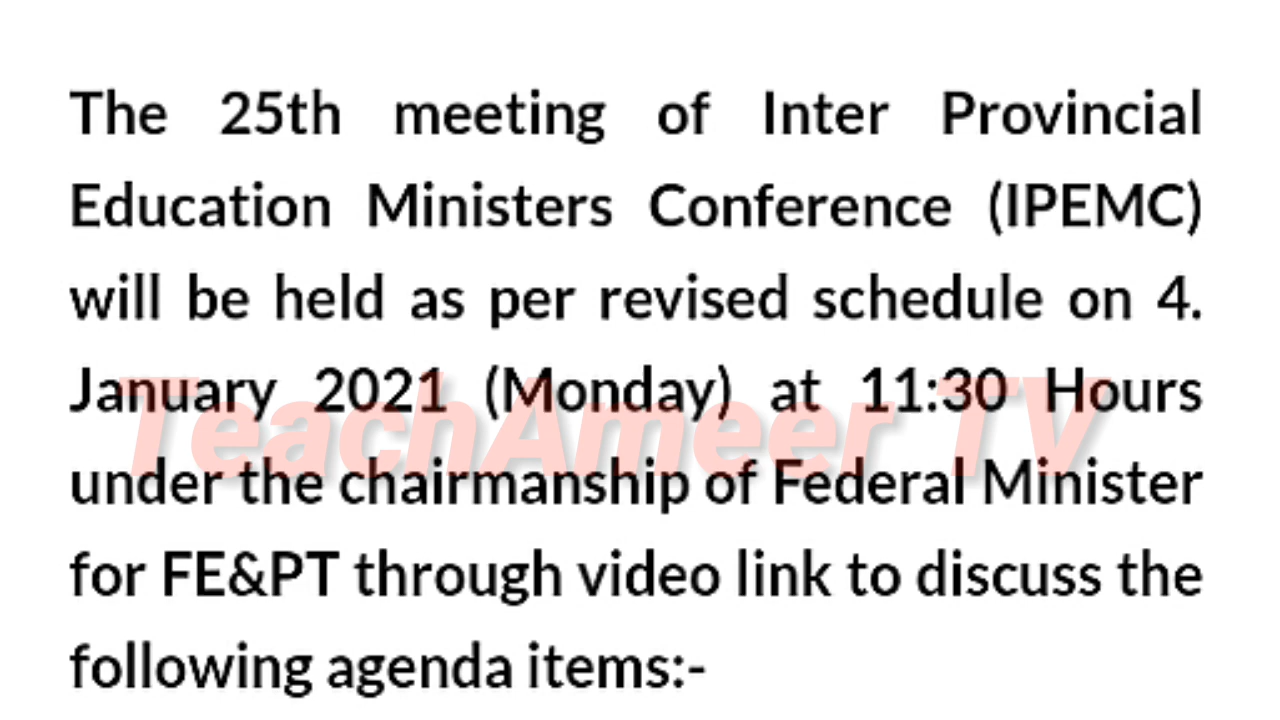 The 25th meeting of Inter Provincial
Education Ministers Conference (IPEMC)
will be held as per revised schedule on 4.
January 2021 (Monday) at 11:30 Hours
TeachAmeer TV
under the chairmanship of Federal Minister
for FE&PT through video link to discuss the
following agenda items:-